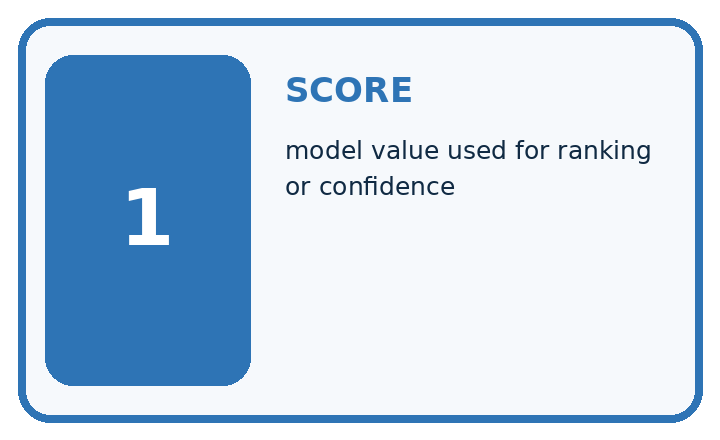 1
SCORE
model value used for ranking
or confidence